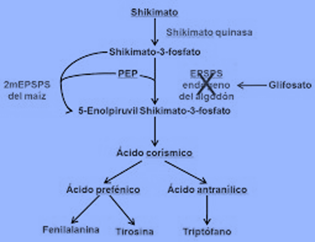 Shikimato
Shikimato quinasa
Shikimato-3-fosfato
2mEPSPS
del maíz
PEP
EPSPS
endógeno
del algodón
Glifosato
5-Enolpiruvil Shikimato-3-fosfato
Ácido corísmico
Ácido prefénico
Ácido antranílico
Fenilalanina
Tirosina
Triptófano